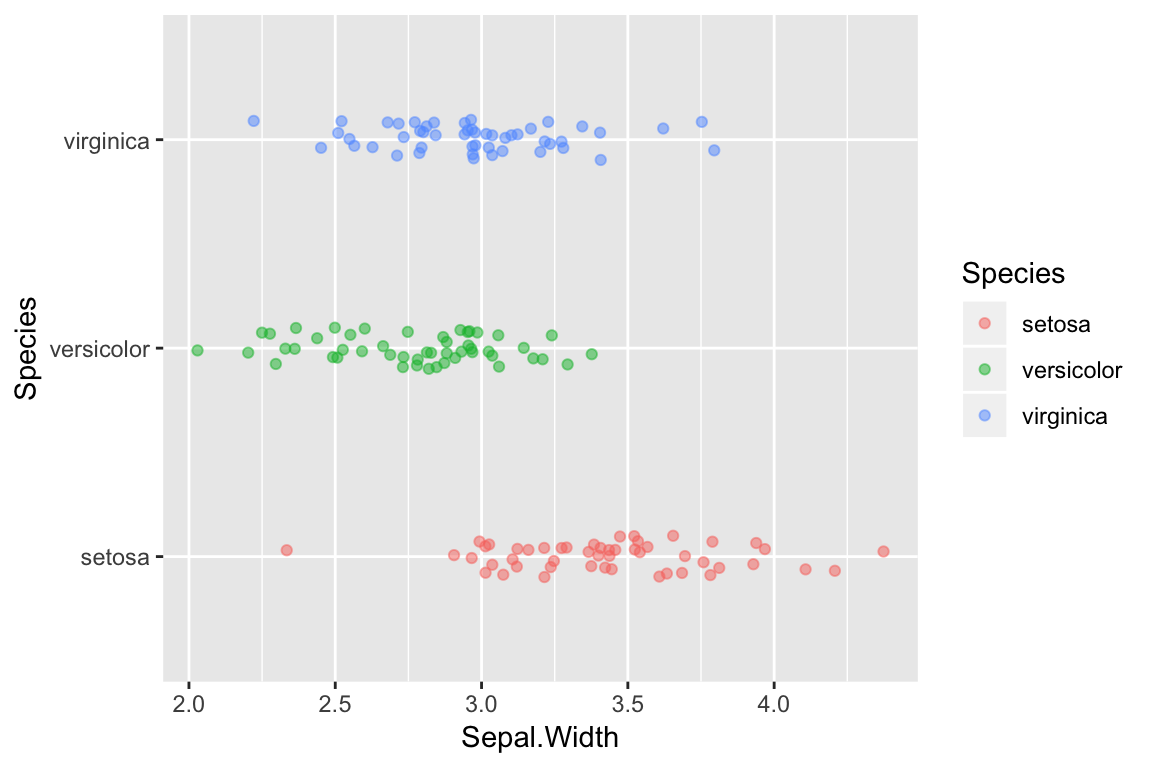 virginica
versicolor
setosa
Species
2.0 2.5 3.0 3.5 4.0
Sepal.Width
Species
setosa
versicolor
virginica